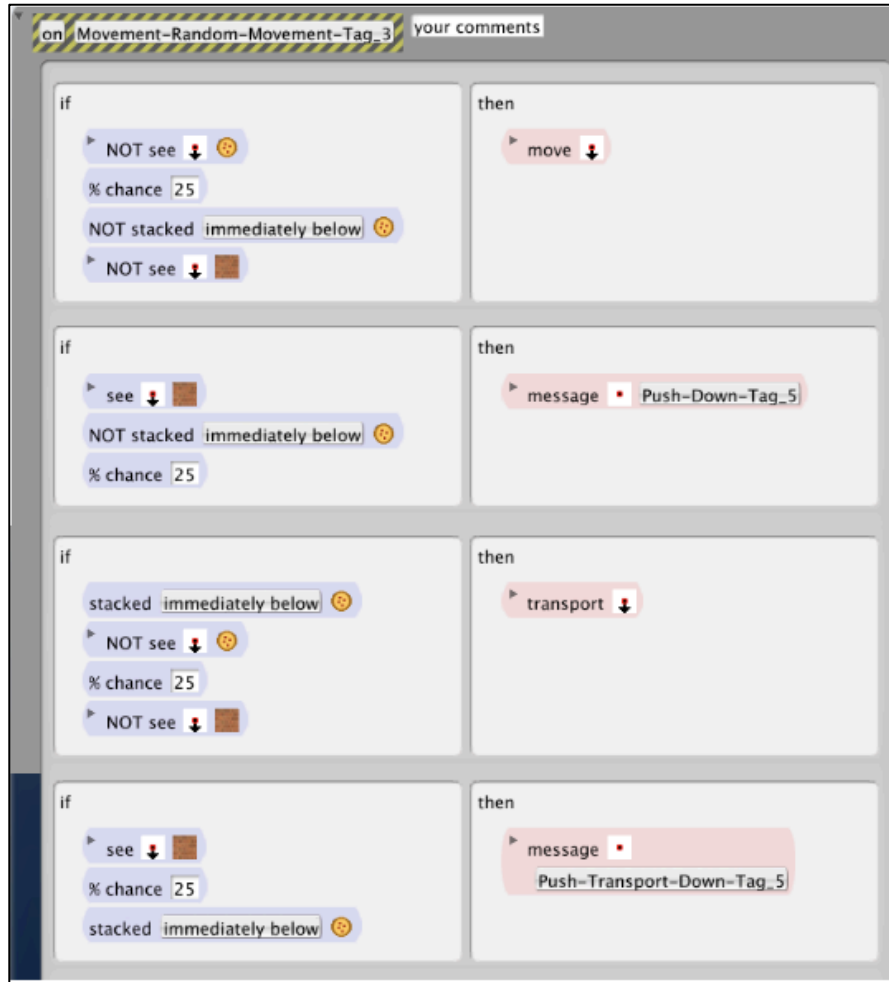 on Movement-Random-Movement-Tag_3 your comments
if
then
NOT see
move
% chance 25
NOT stacked immediately below
NOT see
if
then
see
message Push-Down-Tag_5
NOT stacked immediately below
% chance 25
if
then
stacked immediately below
transport
NOT see
% chance 25
NOT see
if
then
see
message
% chance 25
Push-Transport-Down-Tag_5
stacked immediately below